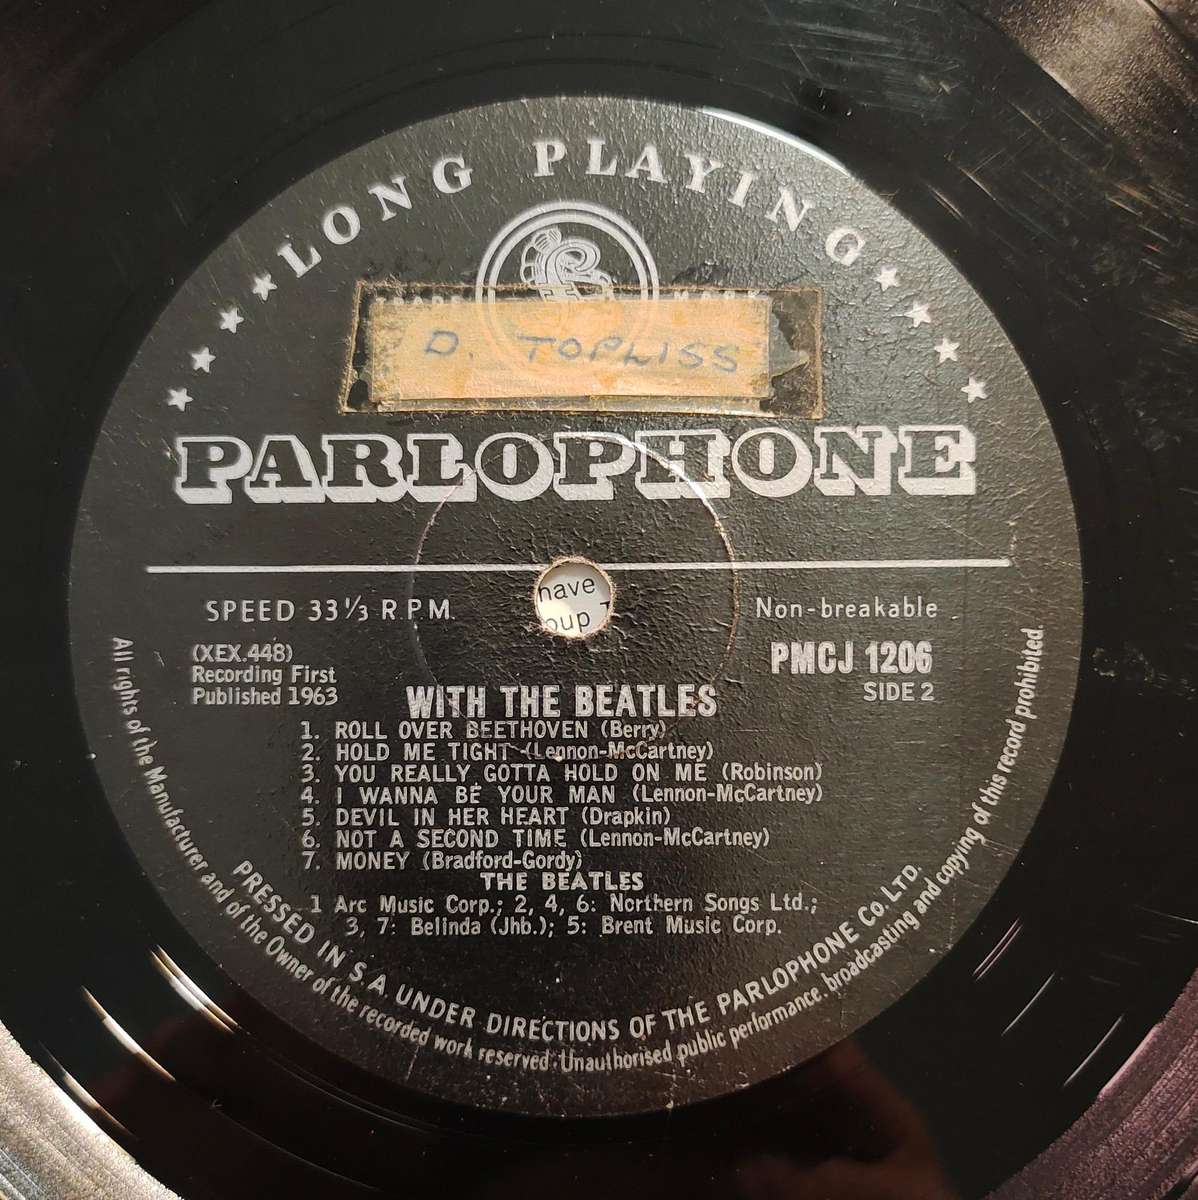 LONG PLAYING
TRADE MARK
D. TOPLISS
PARLOPHONE
SPEED 33⅓ R.P.M.
Non-breakable
have
oup
(XEX.448)
Recording First
Published 1963
PMCJ 1206
SIDE 2
WITH THE BEATLES
1. ROLL OVER BEETHOVEN (Berry)
2. HOLD ME TIGHT (Lennon-McCartney)
3. YOU REALLY GOTTA HOLD ON ME (Robinson)
4. I WANNA BE YOUR MAN (Lennon-McCartney)
5. DEVIL IN HER HEART (Drapkin)
6. NOT A SECOND TIME (Lennon-McCartney)
7. MONEY (Bradford-Gordy)
THE BEATLES
1 Arc Music Corp.; 2, 4, 6: Northern Songs Ltd.;
3, 7: Belinda (Jhb.); 5: Brent Music Corp.
PRESSED IN S.A. UNDER DIRECTIONS OF THE PARLOPHONE CO. LTD.
All rights of the Manufacturer and of the Owner of the recorded work reserved. Unauthorised public performance, broadcasting and copying of this record prohibited.